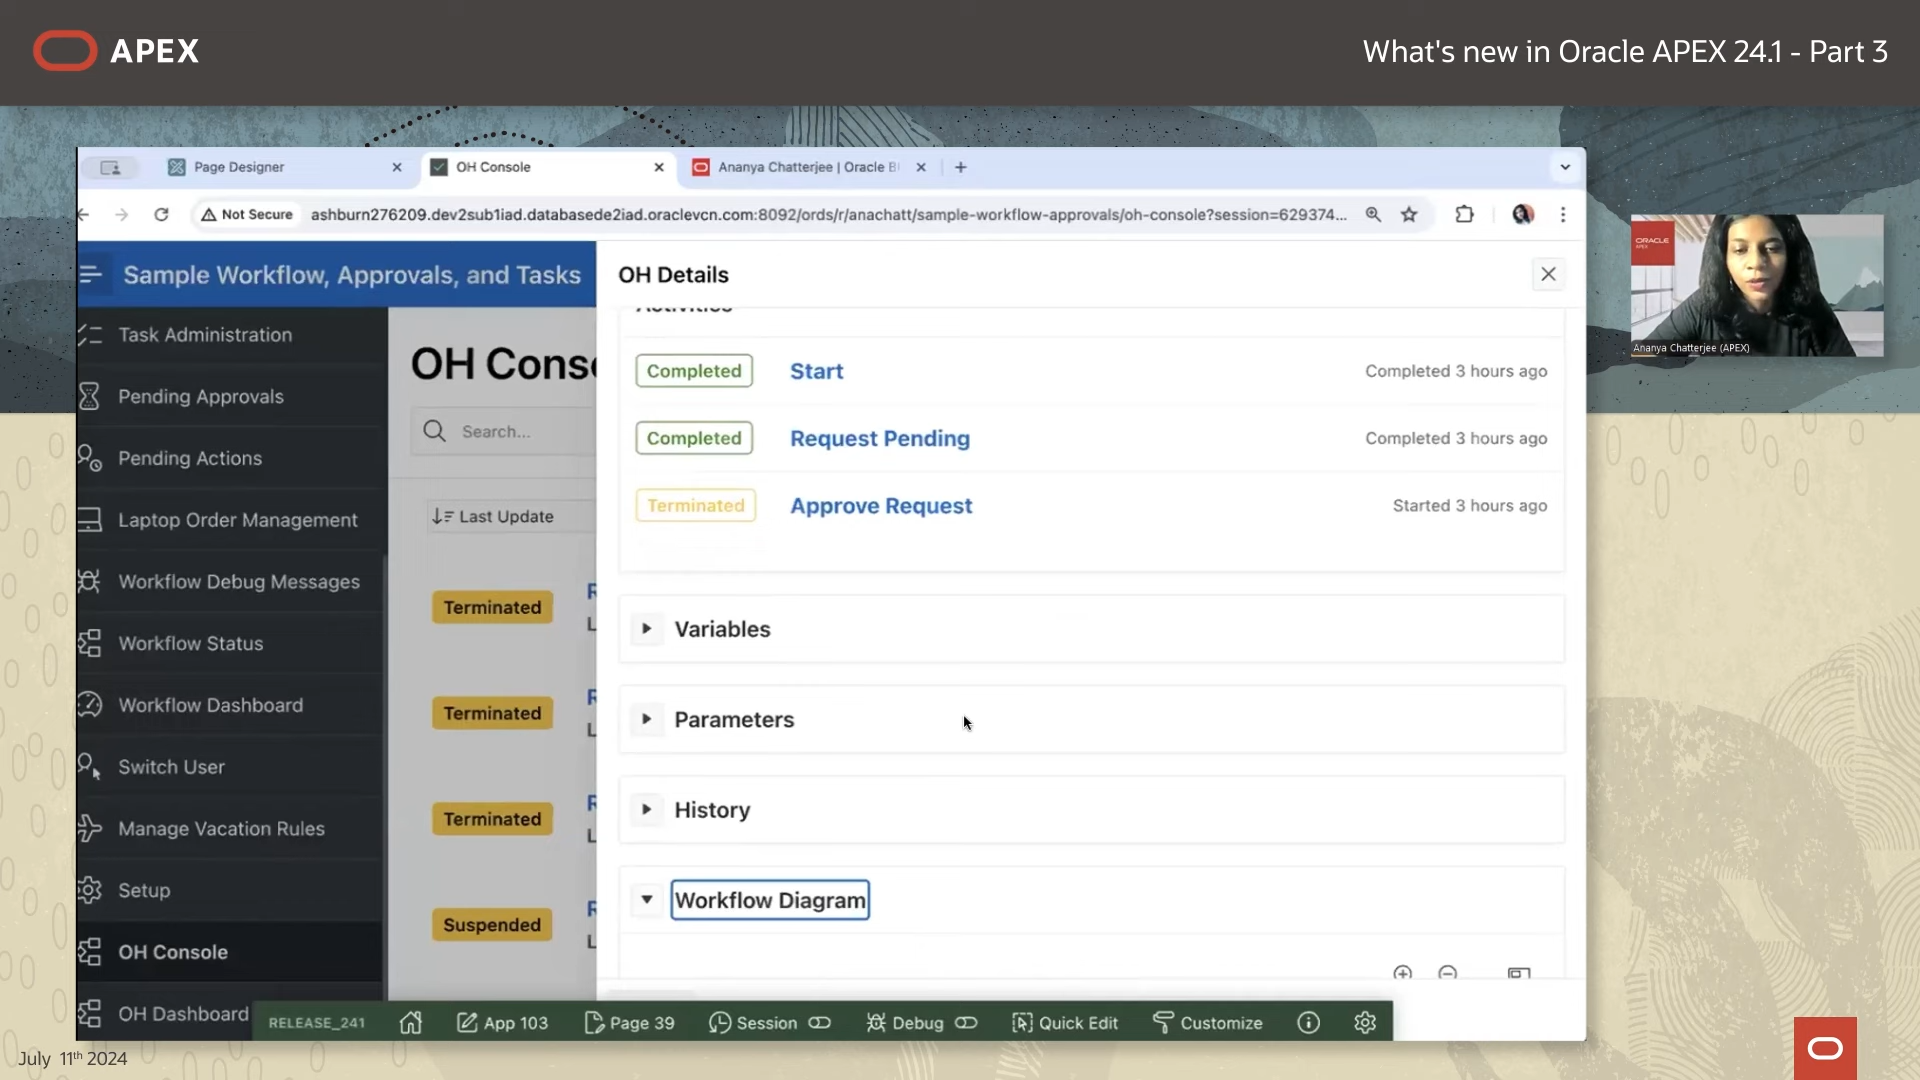 APEX
What's new in Oracle APEX 24.1 - Part 3
Page Designer
OH Console
Ananya Chatterjee | Oracle Bl
Not Secure
ashburn276209.dev2sub1iad.databasede2iad.oraclevcn.com:8092/ords/r/anachatt/sample-workflow-approvals/oh-console?session=629374...
Sample Workflow, Approvals, and Tasks
OH Details
Task Administration
Pending Approvals
Pending Actions
Laptop Order Management
Workflow Debug Messages
Workflow Status
Workflow Dashboard
Switch User
Manage Vacation Rules
Setup
OH Console
OH Dashboard
OH Conso
Search...
Last Update
Terminated
R
L
Terminated
R
L
Terminated
R
L
Suspended
R
L
Activities
Completed
Start
Completed 3 hours ago
Completed
Request Pending
Completed 3 hours ago
Terminated
Approve Request
Started 3 hours ago
Variables
Parameters
History
Workflow Diagram
RELEASE_241
App 103
Page 39
Session
Debug
Quick Edit
Customize
ORACLE
APEX
Ananya Chatterjee (APEX)
July 11th 2024